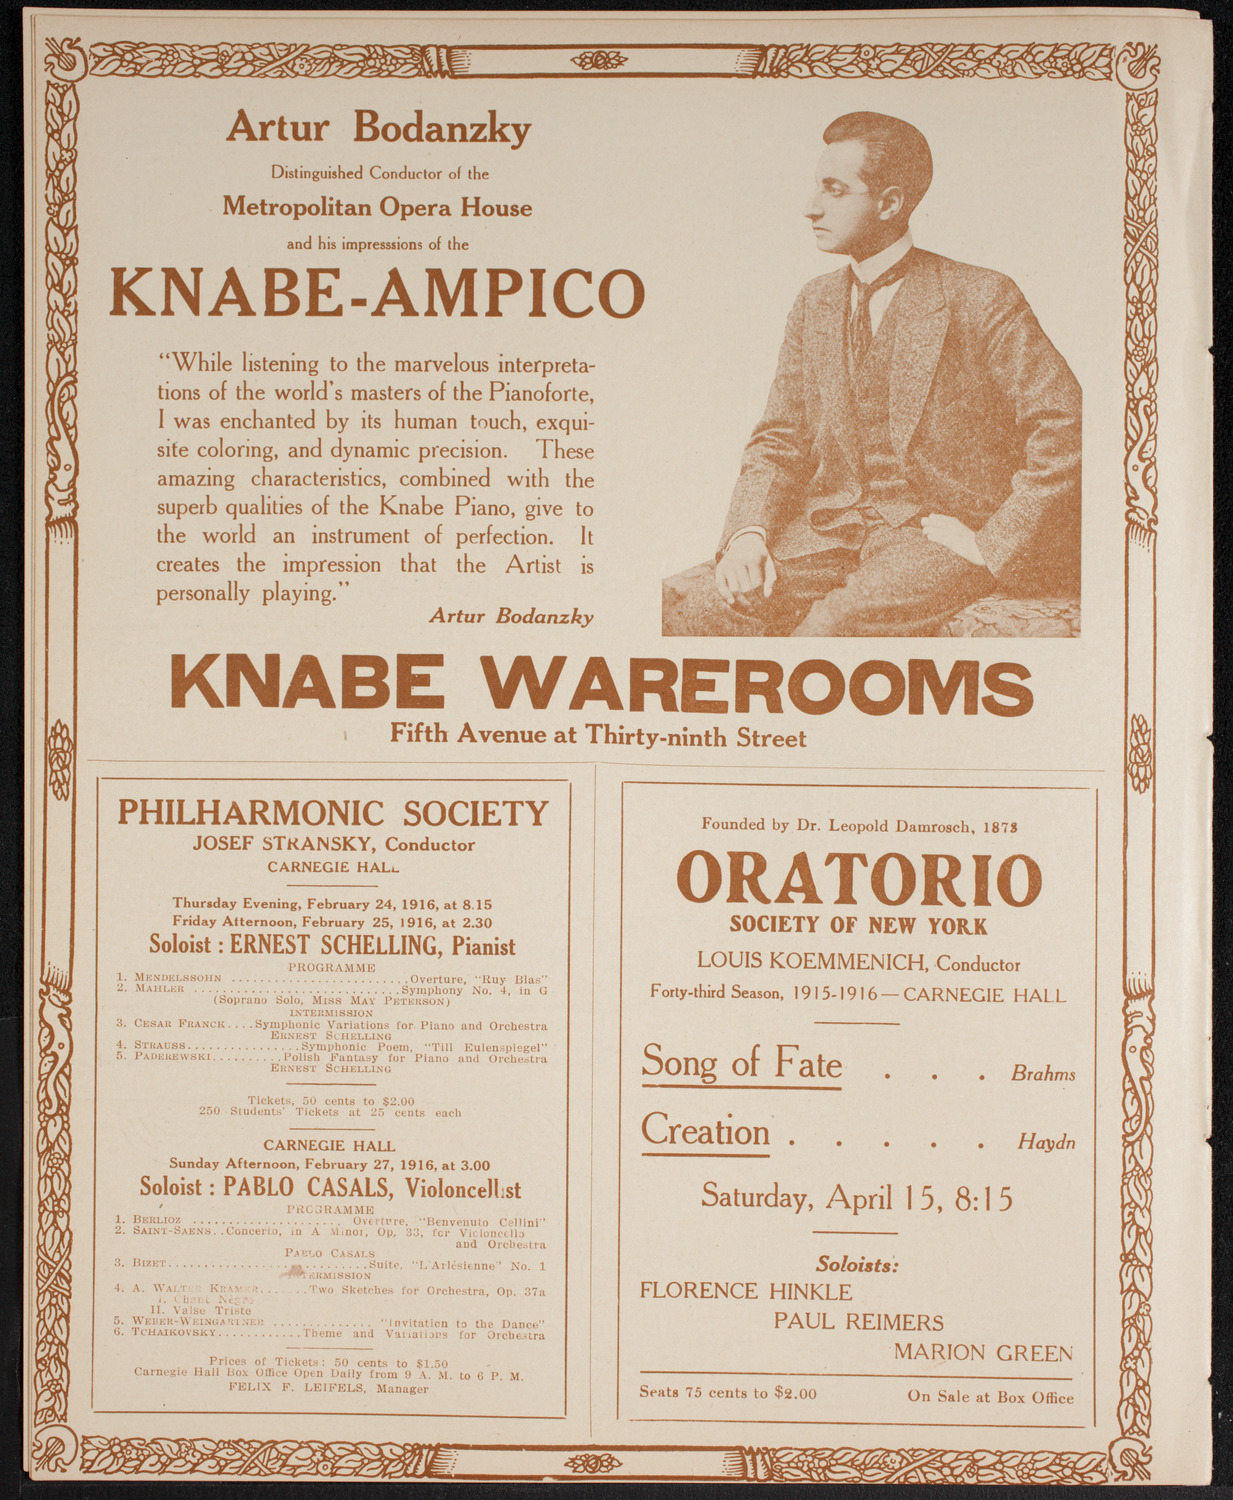 Artur Bodanzky
Distinguished Conductor of the
Metropolitan Opera House
and his impresssions of the
KNABE-AMPICO
"While listening to the marvelous interpreta-
tions of the world's masters of the Pianoforte,
I was enchanted by its human touch, exqui-
site coloring, and dynamic precision. These
amazing characteristics, combined with the
superb qualities of the Knabe Piano, give to
the world an instrument of perfection. It
creates the impression that the Artist is
personally playing."
Artur Bodanzky
KNABE WAREROOMS
Fifth Avenue at Thirty-ninth Street
PHILHARMONIC SOCIETY
JOSEF STRANSKY, Conductor
CARNEGIE HALL
Thursday Evening, February 24, 1916, at 8.15
Friday Afternoon, February 25, 1916, at 2.30
Soloist : ERNEST SCHELLING, Pianist
PROGRAMME
1. MENDELSSOHN ........................Overture, "Ruy Blas"
2. MAHLER ............................Symphony No. 4, in G
(Soprano Solo, MISS MAY PETERSON)
INTERMISSION
3. CESAR FRANCK....Symphonic Variations for Piano and Orchestra
ERNEST SCHELLING
4. STRAUSS................Symphonic Poem, "Till Eulenspiegel"
5. PADEREWSKI..........Polish Fantasy for Piano and Orchestra
ERNEST SCHELLING
Tickets, 50 cents to $2.00
250 Students' Tickets at 25 cents each
CARNEGIE HALL
Sunday Afternoon, February 27, 1916, at 3.00
Soloist : PABLO CASALS, Violoncellist
PROGRAMME
1. BERLIOZ ..................... Overture, "Benvenuto Cellini"
2. SAINT-SAENS..Concerto, in A Minor, Op. 33, for Violoncello
and Orchestra
PABLO CASALS
3. BIZET..............................Suite, "L'Arlésienne" No. 1
INTERMISSION
4. A. WALTER KRAMER........Two Sketches for Orchestra, Op. 37a
I. Chant Nègre
II. Valse Triste
5. WEBER-WEINGARTNER ............. "Invitation to the Dance"
6. TCHAIKOVSKY............Theme and Variations for Orchestra
Prices of Tickets: 50 cents to $1.50
Carnegie Hall Box Office Open Daily from 9 A. M. to 6 P. M.
FELIX F. LEIFELS, Manager
Founded by Dr. Leopold Damrosch, 1873
ORATORIO
SOCIETY OF NEW YORK
LOUIS KOEMMENICH, Conductor
Forty-third Season, 1915-1916—CARNEGIE HALL
Song of Fate . . . Brahms
Creation . . . . . Haydn
Saturday, April 15, 8:15
Soloists:
FLORENCE HINKLE
PAUL REIMERS
MARION GREEN
Seats 75 cents to $2.00 On Sale at Box Office